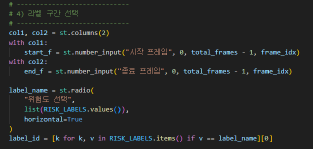 # ----------------------------
# 4) 라벨 구간 선택
# ----------------------------
col1, col2 = st.columns(2)
with col1:
    start_f = st.number_input("시작 프레임", 0, total_frames - 1, frame_idx)
with col2:
    end_f = st.number_input("종료 프레임", 0, total_frames - 1, frame_idx)

label_name = st.radio(
    "위험도 선택",
    list(RISK_LABELS.values()),
    horizontal=True
)
label_id = [k for k, v in RISK_LABELS.items() if v == label_name][0]